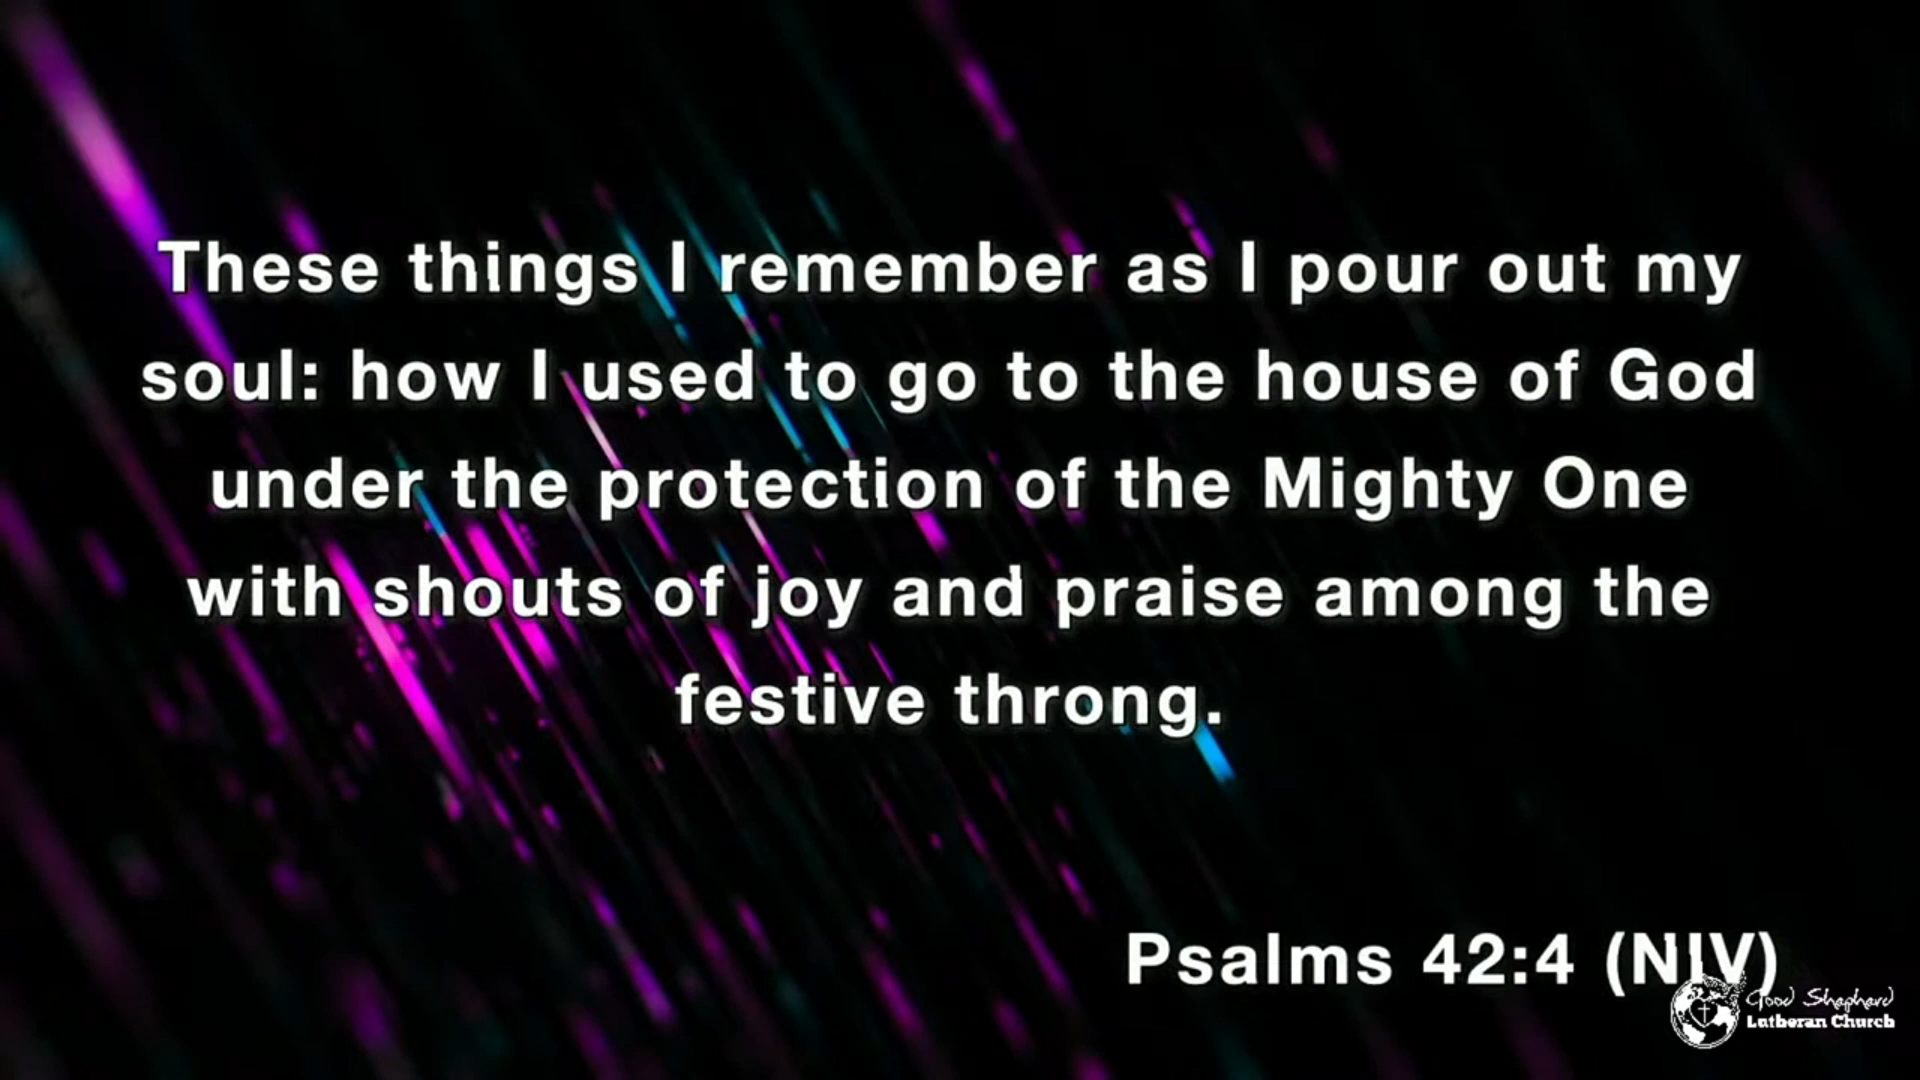 These things I remember as I pour out my
soul: how I used to go to the house of God
under the protection of the Mighty One
with shouts of joy and praise among the
festive throng.
Psalms 42:4 (NIV)
Good Shephard
Lutheran Church